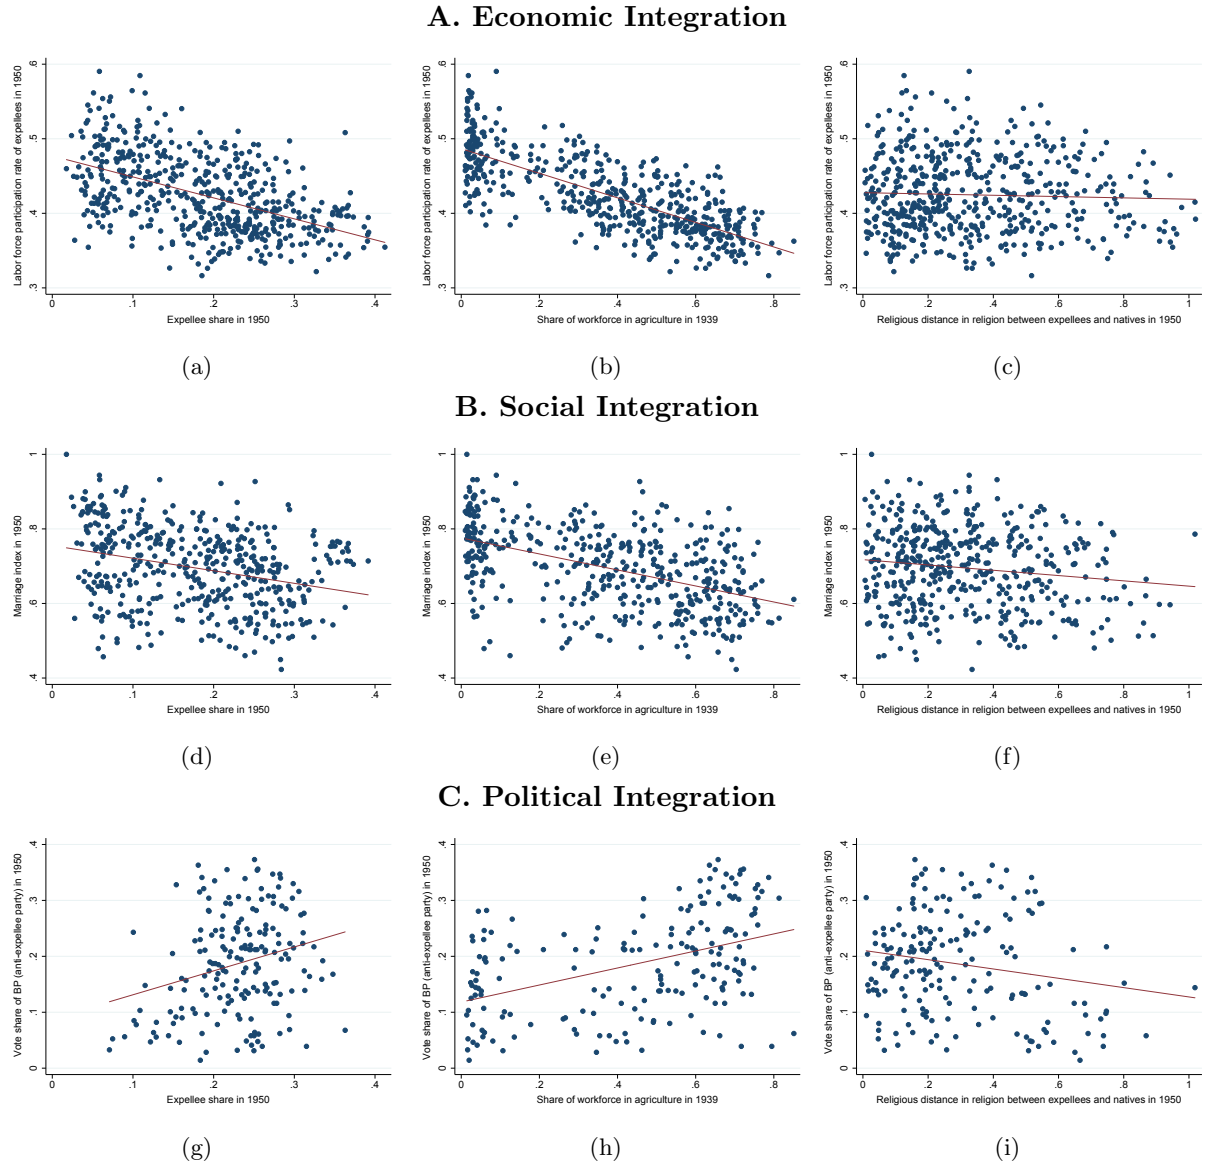 A. Economic Integration
Labor force participation rate of expellees in 1950
.3 .4 .5 .6
0 .1 .2 .3 .4
Expellee share in 1950
(a)
Labor force participation rate of expellees in 1950
.3 .4 .5 .6
0 .2 .4 .6 .8
Share of workforce in agriculture in 1939
(b)
Labor force participation rate of expellees in 1950
.3 .4 .5 .6
0 .2 .4 .6 .8 1
Religious distance in religion between expellees and natives in 1950
(c)
B. Social Integration
Marriage index in 1950
.4 .6 .8 1
0 .1 .2 .3 .4
Expellee share in 1950
(d)
Marriage index in 1950
.4 .6 .8 1
0 .2 .4 .6 .8
Share of workforce in agriculture in 1939
(e)
Marriage index in 1950
.4 .6 .8 1
0 .2 .4 .6 .8 1
Religious distance in religion between expellees and natives in 1950
(f)
C. Political Integration
Vote share of BP (anti-expellee party) in 1950
0 .1 .2 .3 .4
0 .1 .2 .3 .4
Expellee share in 1950
(g)
Vote share of BP (anti-expellee party) in 1950
0 .1 .2 .3 .4
0 .2 .4 .6 .8
Share of workforce in agriculture in 1939
(h)
Vote share of BP (anti-expellee party) in 1950
0 .1 .2 .3 .4
0 .2 .4 .6 .8 1
Religious distance in religion between expellees and natives in 1950
(i)